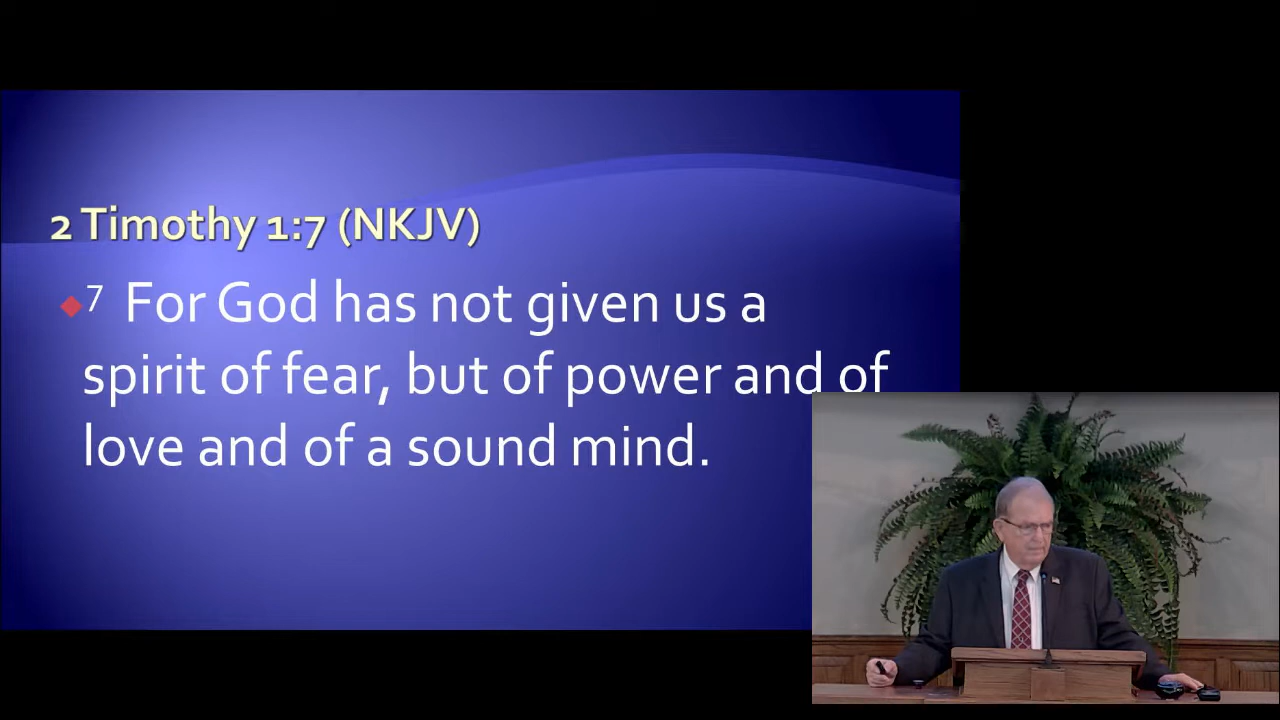 2 Timothy 1:7 (NKJV)
7 For God has not given us a
spirit of fear, but of power and of
love and of a sound mind.